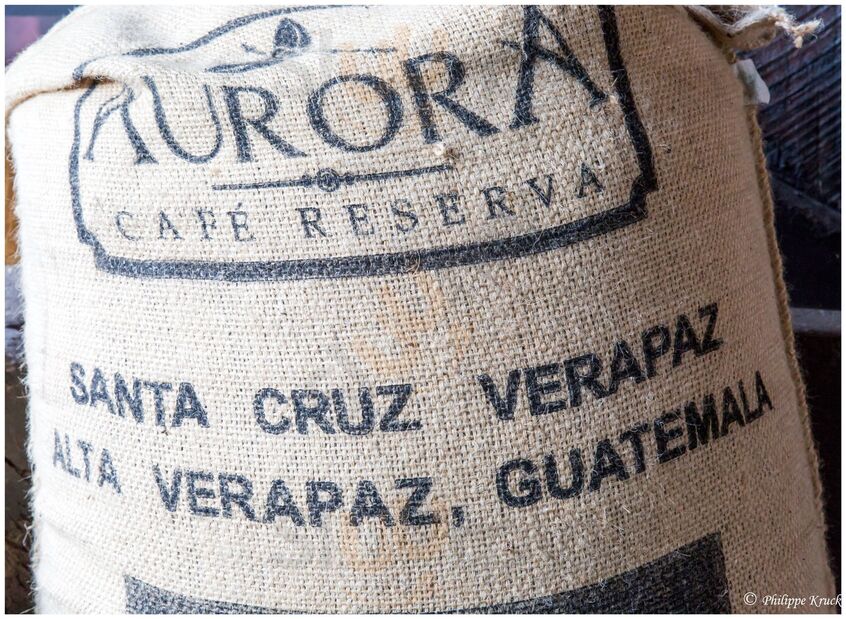 AURORA
CAFÉ RESERVA
SANTA CRUZ VERAPAZ
ALTA VERAPAZ, GUATEMALA
© Philippe Kruck